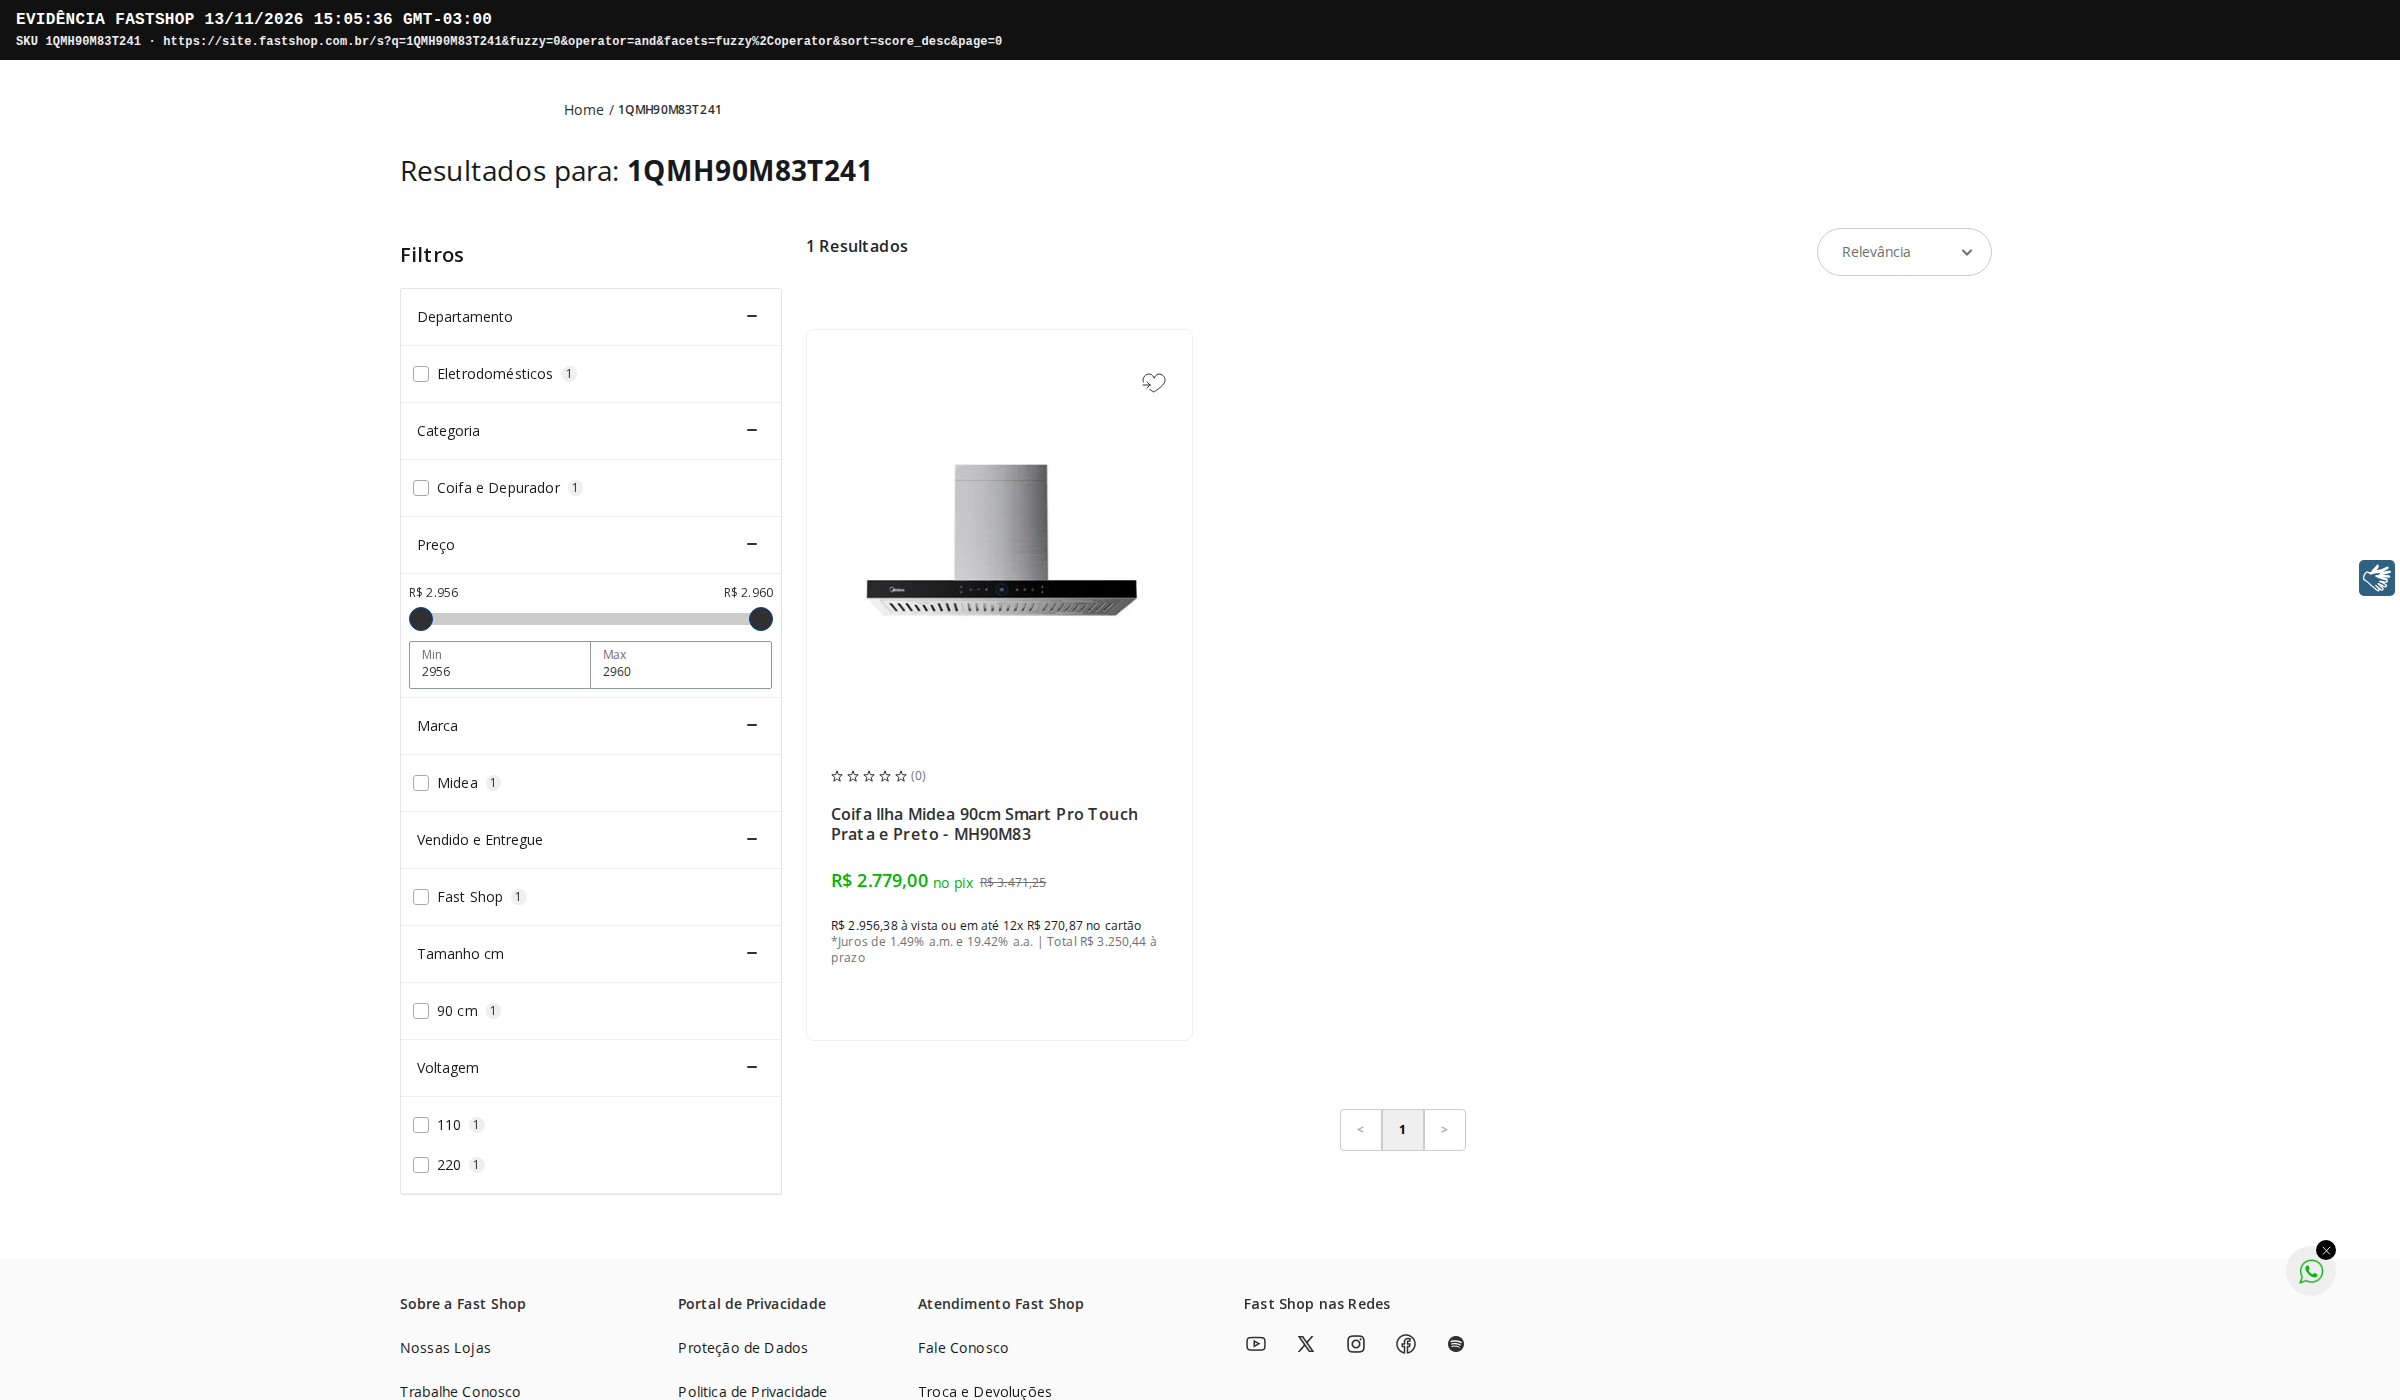 EVIDÊNCIA FASTSHOP 13/11/2026 15:05:36 GMT-03:00
SKU 1QMH90M83T241 · https://site.fastshop.com.br/s?q=1QMH90M83T241&fuzzy=0&operator=and&facets=fuzzy%2Coperator&sort=score_desc&page=0
Home / 1QMH90M83T241
Resultados para: 1QMH90M83T241
Filtros
1 Resultados
Relevância
Departamento
Eletrodomésticos 1
Categoria
Coifa e Depurador 1
Preço
R$ 2.956 R$ 2.960
Min Max
2956 2960
Marca
Midea 1
Vendido e Entregue
Fast Shop 1
Tamanho cm
90 cm 1
Voltagem
110 1
220 1
Midea
(0)
Coifa Ilha Midea 90cm Smart Pro Touch
Prata e Preto - MH90M83
R$ 2.779,00 no pix R$ 3.471,25
R$ 2.956,38 à vista ou em até 12x R$ 270,87 no cartão
*Juros de 1.49% a.m. e 19.42% a.a. | Total R$ 3.250,44 à
prazo
< 1 >
Sobre a Fast Shop
Nossas Lojas
Trabalhe Conosco
Portal de Privacidade
Proteção de Dados
Politica de Privacidade
Atendimento Fast Shop
Fale Conosco
Troca e Devoluções
Fast Shop nas Redes